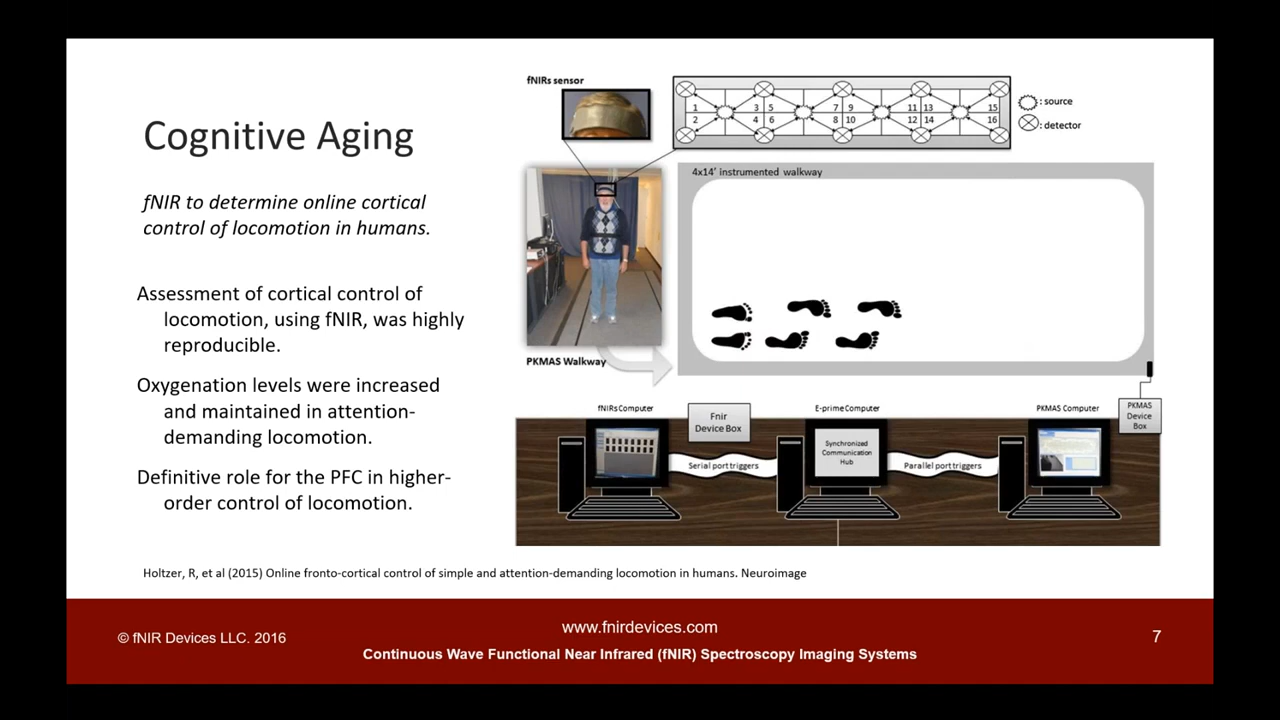 Cognitive Aging
fNIR to determine online cortical
control of locomotion in humans.
Assessment of cortical control of
locomotion, using fNIR, was highly
reproducible.
Oxygenation levels were increased
and maintained in attention-
demanding locomotion.
Definitive role for the PFC in higher-
order control of locomotion.
fNIRs sensor
1 3 5 7 9 11 13 15
2 4 6 8 10 12 14 16
: source
: detector
4x14' instrumented walkway
PKMAS Walkway
fNIRs Computer
Fnir
Device Box
E-prime Computer
PKMAS Computer
PKMAS
Device
Box
Serial port triggers
Synchronized
Communication
Hub
Parallel port triggers
Holtzer, R, et al (2015) Online fronto-cortical control of simple and attention-demanding locomotion in humans. Neuroimage
© fNIR Devices LLC. 2016
www.fnirdevices.com
Continuous Wave Functional Near Infrared (fNIR) Spectroscopy Imaging Systems
7